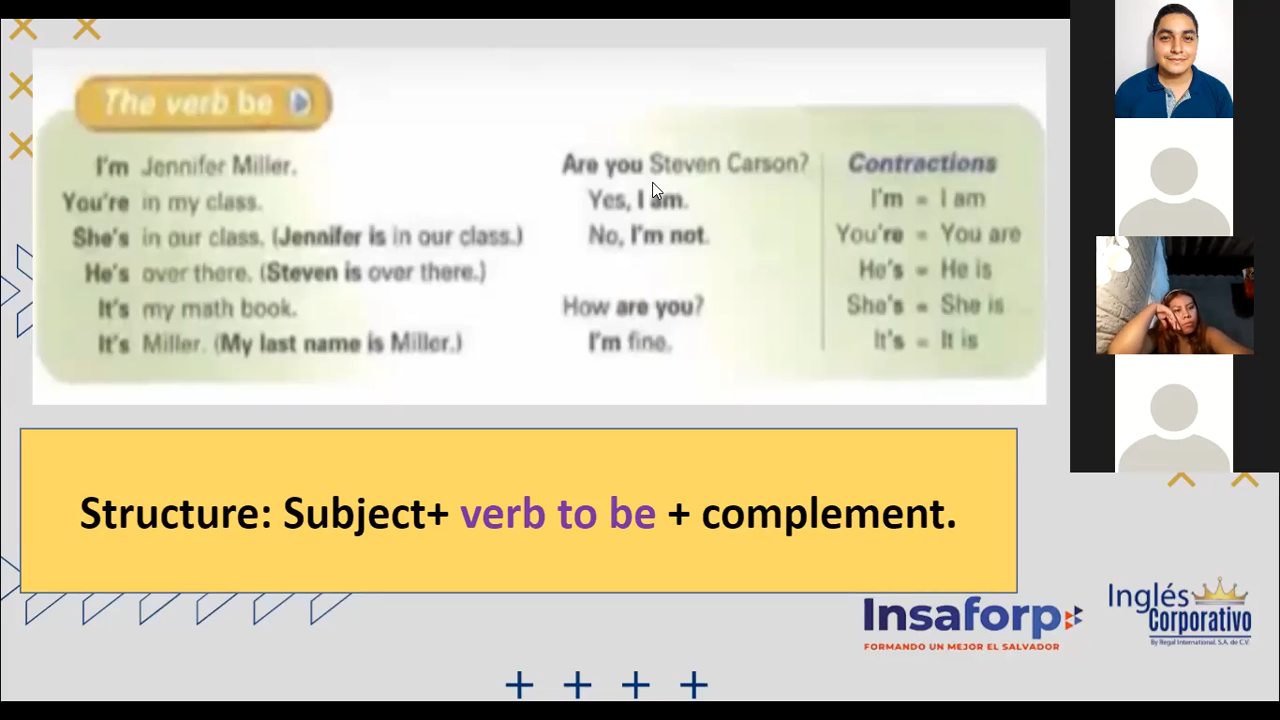 The verb be
I'm Jennifer Miller.
You're in my class.
She's in our class. (Jennifer is in our class.)
He's over there. (Steven is over there.)
It's my math book.
It's Miller. (My last name is Miller.)
Are you Steven Carson?
Yes, I am.
No, I'm not.
How are you?
I'm fine.
Contractions
I'm = I am
You're = You are
He's = He is
She's = She is
It's = It is
Structure: Subject+ verb to be + complement.
Insaforp
FORMANDO UN MEJOR EL SALVADOR
Inglés
Corporativo
By Regal International, S.A. de C.V.